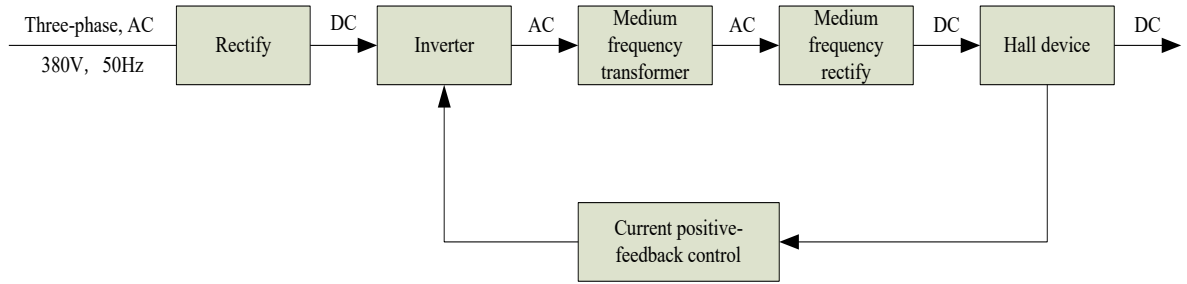 Three-phase, AC
380V, 50Hz
Rectify
DC
Inverter
AC
Medium
frequency
transformer
AC
Medium
frequency
rectify
DC
Hall device
DC
Current positive-
feedback control